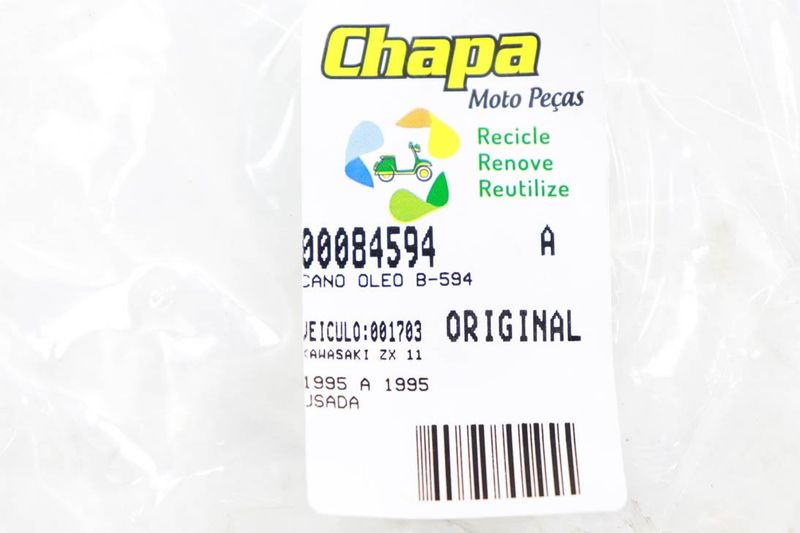 Chapa
Moto Peças
Recicle
Renove
Reutilize
00084594 A
CANO OLEO B-594
VEICULO:001703 ORIGINAL
KAWASAKI ZX 11
1995 A 1995
USADA